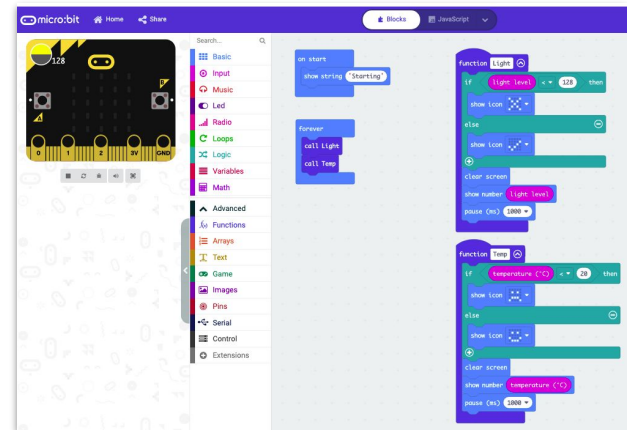 micro:bit Home Share Blocks JavaScript
128
B
A
0 1 2 3V GND
Search...
Basic
Input
Music
Led
Radio
Loops
Logic
Variables
Math
Advanced
Functions
Arrays
Text
Game
Images
Pins
Serial
Control
Extensions
on start
show string "Starting"
forever
call Light
call Temp
function Light
if light level < 128 then
show icon
else
show icon
clear screen
show number light level
pause (ms) 1000
function Temp
if temperature (°C) < 20 then
show icon
else
show icon
clear screen
show number temperature (°C)
pause (ms) 1000